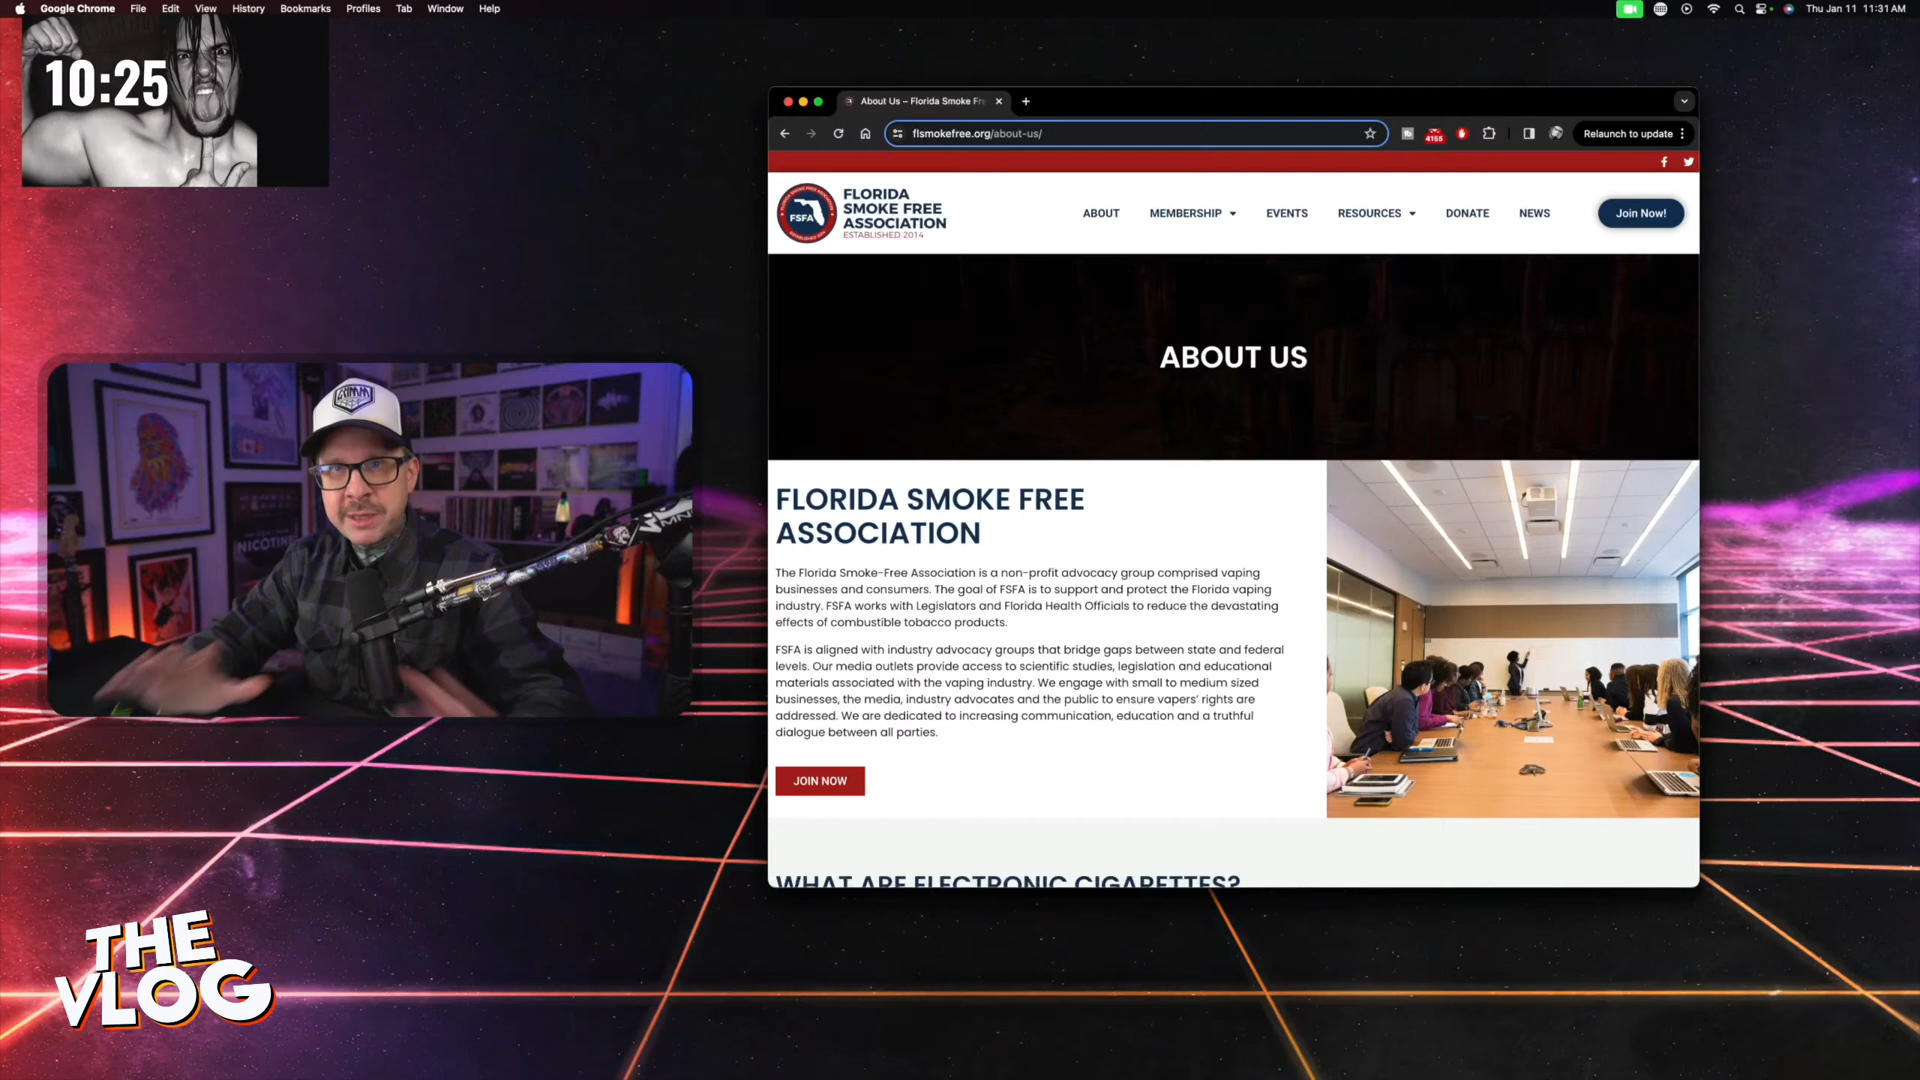 Google Chrome File Edit View History Bookmarks Profiles Tab Window Help
Thu Jan 11 11:31 AM
10:25
About Us – Florida Smoke Fr
flsmokefree.org/about-us/
4155
Relaunch to update
FSFA
FLORIDA
SMOKE FREE
ASSOCIATION
ESTABLISHED 2014
ABOUT MEMBERSHIP EVENTS RESOURCES DONATE NEWS Join Now!
ABOUT US
FLORIDA SMOKE FREE
ASSOCIATION
The Florida Smoke-Free Association is a non-profit advocacy group comprised vaping
businesses and consumers. The goal of FSFA is to support and protect the Florida vaping
industry. FSFA works with Legislators and Florida Health Officials to reduce the devastating
effects of combustible tobacco products.
FSFA is aligned with industry advocacy groups that bridge gaps between state and federal
levels. Our media outlets provide access to scientific studies, legislation and educational
materials associated with the vaping industry. We engage with small to medium sized
businesses, the media, industry advocates and the public to ensure vapers’ rights are
addressed. We are dedicated to increasing communication, education and a truthful
dialogue between all parties.
JOIN NOW
WHAT ARE ELECTRONIC CIGARETTES?
NICOTINE
THE
VLOG